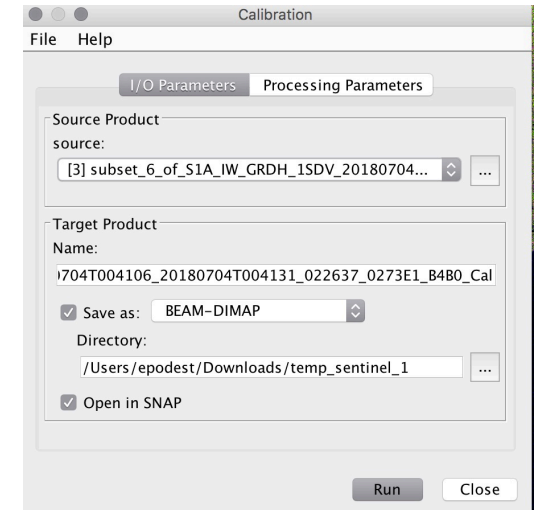 Calibration
File Help
I/O Parameters Processing Parameters
Source Product
source:
[3] subset_6_of_S1A_IW_GRDH_1SDV_20180704... ...
Target Product
Name:
0704T004106_20180704T004131_022637_0273E1_B4B0_Cal
Save as: BEAM-DIMAP
Directory:
/Users/epodest/Downloads/temp_sentinel_1 ...
Open in SNAP
Run Close